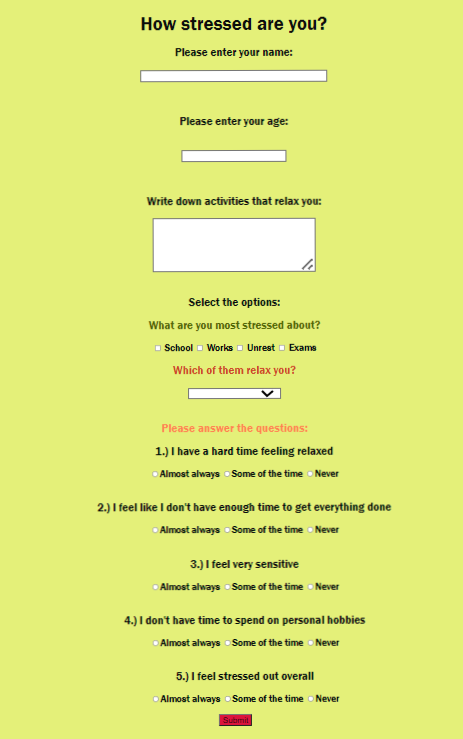 How stressed are you?
Please enter your name:
Please enter your age:
Write down activities that relax you:
Select the options:
What are you most stressed about?
School Works Unrest Exams
Which of them relax you?
Please answer the questions:
1.) I have a hard time feeling relaxed
Almost always Some of the time Never
2.) I feel like I don't have enough time to get everything done
Almost always Some of the time Never
3.) I feel very sensitive
Almost always Some of the time Never
4.) I don't have time to spend on personal hobbies
Almost always Some of the time Never
5.) I feel stressed out overall
Almost always Some of the time Never
Submit